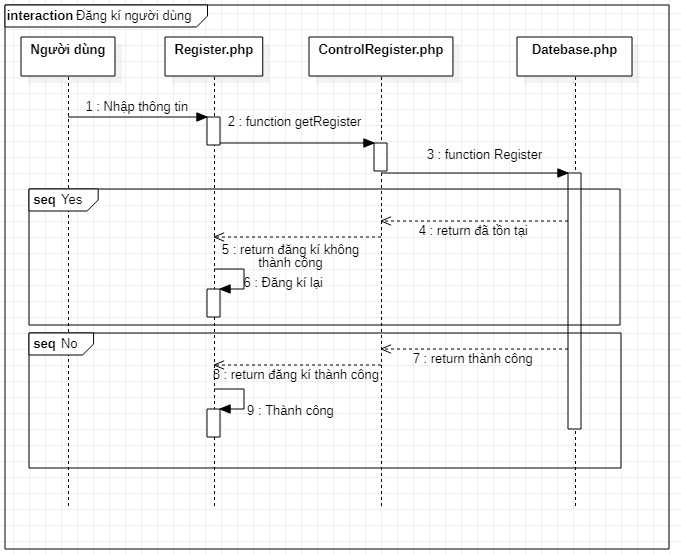 interaction Đăng kí người dùng
Người dùng
Register.php
ControlRegister.php
Datebase.php
1 : Nhập thông tin
2 : function getRegister
3 : function Register
seq Yes
4 : return đã tồn tại
5 : return đăng kí không
thành công
6 : Đăng kí lại
seq No
7 : return thành công
8 : return đăng kí thành công
9 : Thành công